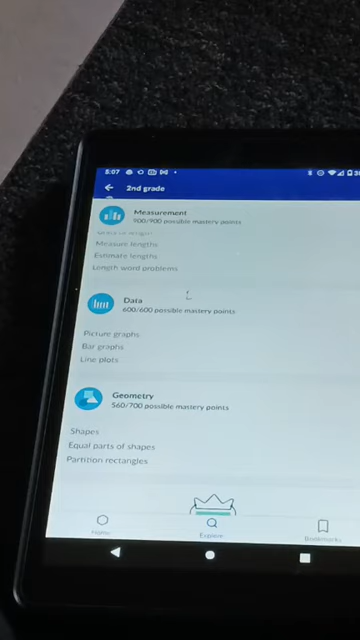 5:07
2nd grade
Measurement
900/900 possible mastery points
Measure lengths
Estimate lengths
Length word problems
Data
600/600 possible mastery points
Picture graphs
Bar graphs
Line plots
Geometry
560/700 possible mastery points
Shapes
Equal parts of shapes
Partition rectangles
Home
Explore
Bookmarks